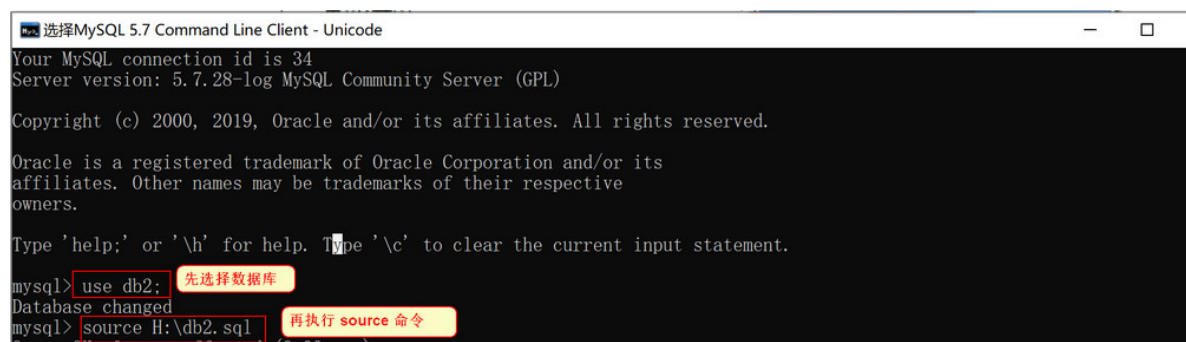 选择MySQL 5.7 Command Line Client - Unicode
Your MySQL connection id is 34
Server version: 5.7.28-log MySQL Community Server (GPL)
Copyright (c) 2000, 2019, Oracle and/or its affiliates. All rights reserved.
Oracle is a registered trademark of Oracle Corporation and/or its
affiliates. Other names may be trademarks of their respective
owners.
Type 'help;' or '\h' for help. Type '\c' to clear the current input statement.
mysql> use db2; 先选择数据库
Database changed
mysql> source H:\db2.sql 再执行 source 命令